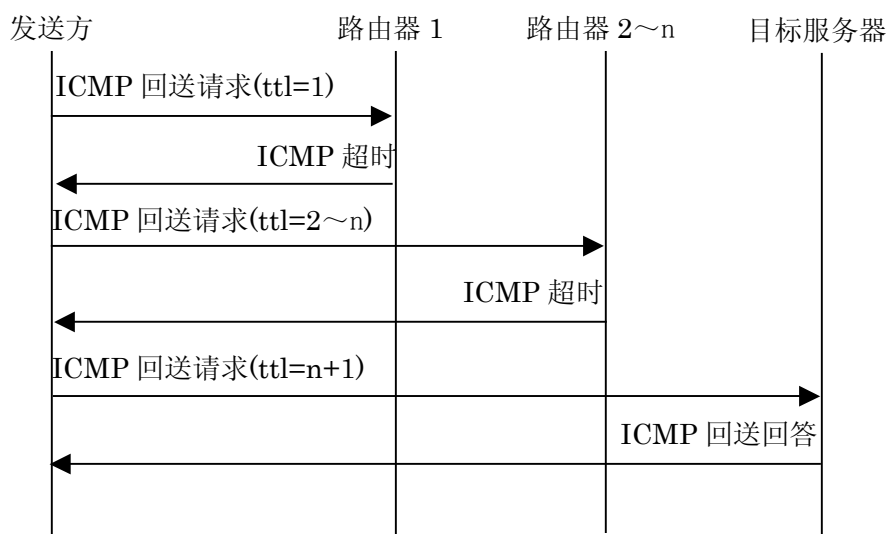 发送方
路由器 1
路由器 2～n
目标服务器
ICMP 回送请求(ttl=1)
ICMP 超时
ICMP 回送请求(ttl=2～n)
ICMP 超时
ICMP 回送请求(ttl=n+1)
ICMP 回送回答